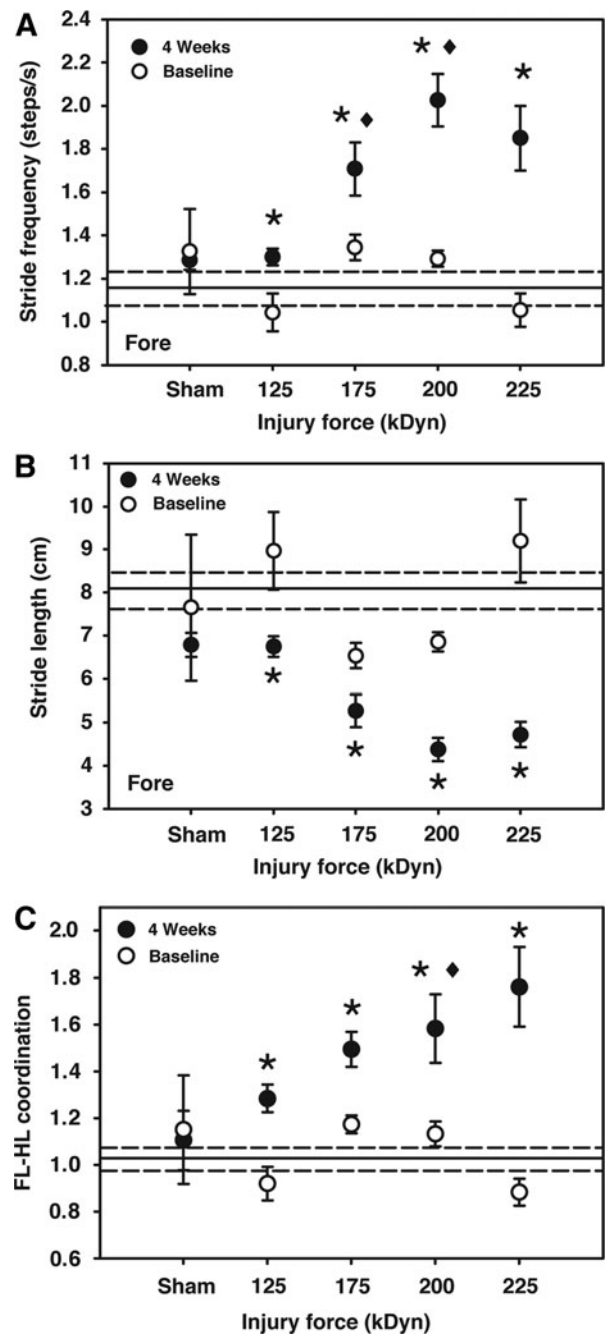 A
4 Weeks
Baseline
* ♦
* ♦
*
*
Stride frequency (steps/s)
2.4
2.2
2.0
1.8
1.6
1.4
1.2
1.0
0.8
Fore
Sham 125 175 200 225
Injury force (kDyn)
B
4 Weeks
Baseline
Stride length (cm)
11
10
9
8
7
6
5
4
3
*
*
*
*
Fore
Sham 125 175 200 225
Injury force (kDyn)
C
4 Weeks
Baseline
*
* ♦
*
*
FL-HL coordination
2.0
1.8
1.6
1.4
1.2
1.0
0.8
0.6
Sham 125 175 200 225
Injury force (kDyn)